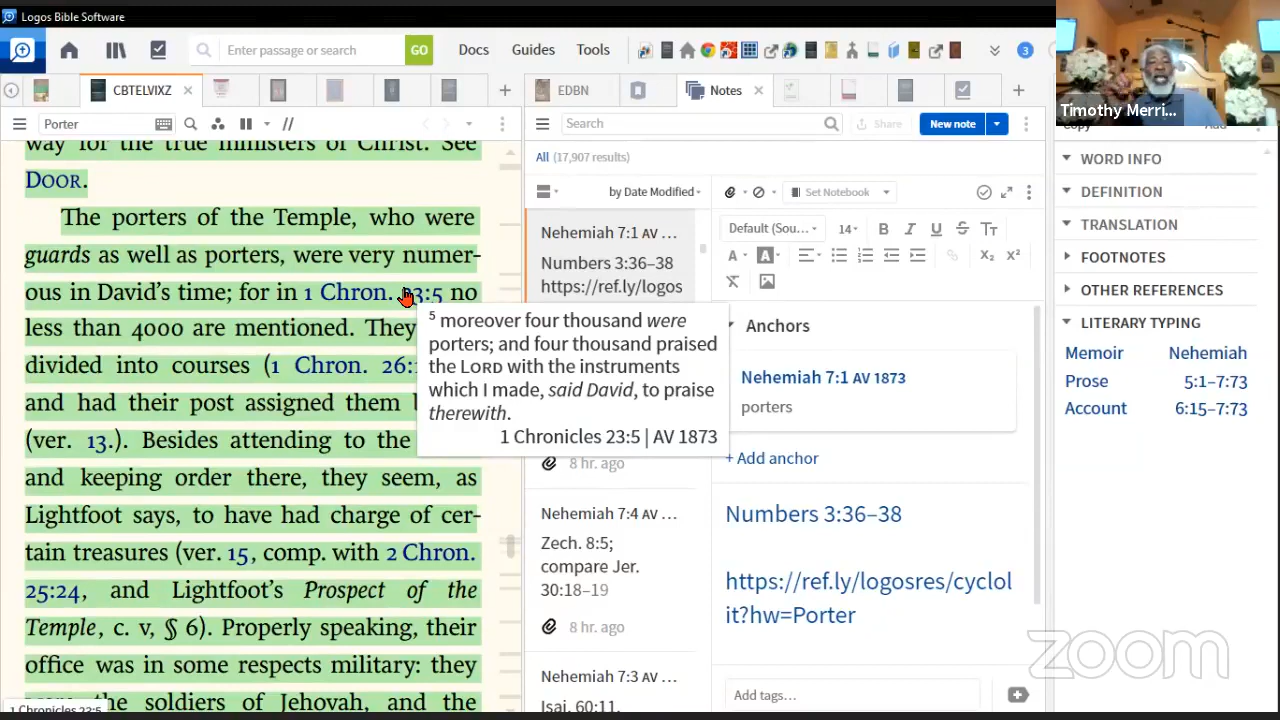 Logos Bible Software
Enter passage or search
GO
Docs
Guides
Tools
3
CBTELVIXZ
EDBN
Notes
Porter
Search
Share
New note
way for the true ministers of Christ. See
DOOR.
The porters of the Temple, who were
guards as well as porters, were very numer-
ous in David's time; for in 1 Chron. 23:5 no
less than 4000 are mentioned. They
divided into courses (1 Chron. 26:
and had their post assigned them
(ver. 13.). Besides attending to the
and keeping order there, they seem, as
Lightfoot says, to have had charge of cer-
tain treasures (ver. 15, comp. with 2 Chron.
25:24, and Lightfoot's Prospect of the
Temple, c. v, § 6). Properly speaking, their
office was in some respects military: they
the soldiers of Jehovah, and the
1 Chronicles 23:5
5 moreover four thousand were
porters; and four thousand praised
the LORD with the instruments
which I made, said David, to praise
therewith.
1 Chronicles 23:5 | AV 1873
All (17,907 results)
by Date Modified
Set Notebook
Default (Sou...
14
Nehemiah 7:1 AV ...
Numbers 3:36–38
https://ref.ly/logos
8 hr. ago
Nehemiah 7:4 AV ...
Zech. 8:5;
compare Jer.
30:18–19
8 hr. ago
Nehemiah 7:3 AV ...
Isai. 60:11.
Anchors
Nehemiah 7:1 AV 1873
porters
+ Add anchor
Numbers 3:36–38
https://ref.ly/logosres/cyclol
it?hw=Porter
Add tags...
Timothy Merri...
Copy
Add
WORD INFO
DEFINITION
TRANSLATION
FOOTNOTES
OTHER REFERENCES
LITERARY TYPING
Memoir Nehemiah
Prose 5:1–7:73
Account 6:15–7:73
zoom